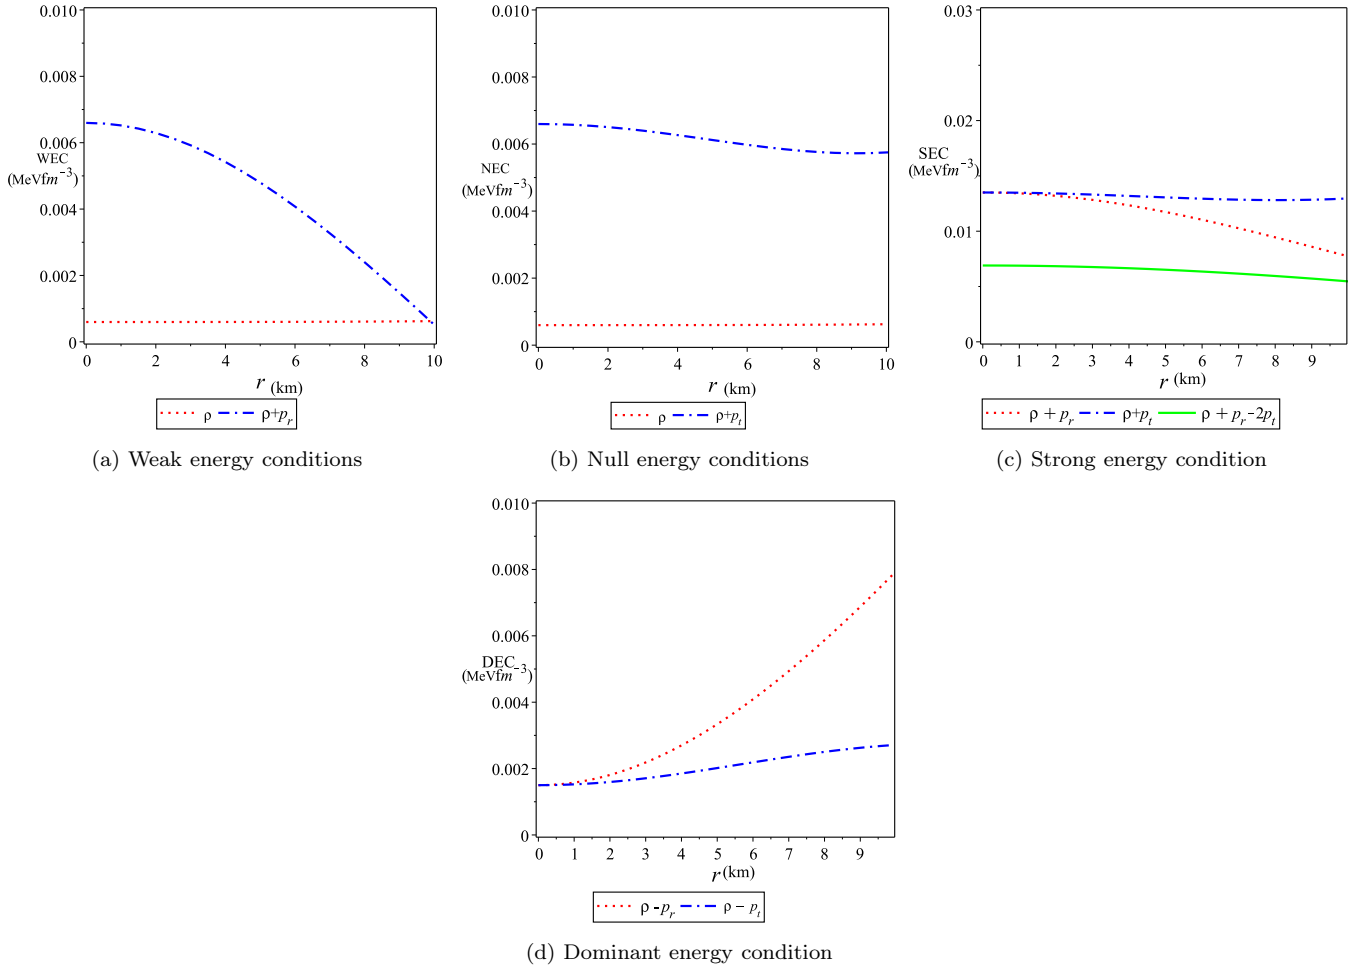 0.010
0.008
0.006
WEC
(MeVfm⁻³)
0.004
0.002
0
0 2 4 6 8 10
r (km)
ρ ρ+pᵣ
(a) Weak energy conditions
0.010
0.008
0.006
NEC
(MeVfm⁻³)
0.004
0.002
0
0 2 4 6 8 10
r (km)
ρ ρ+pₜ
(b) Null energy conditions
0.03
0.02
SEC
(MeVfm⁻³)
0.01
0
0 1 2 3 4 5 6 7 8 9
r (km)
ρ + pᵣ ρ+pₜ ρ + pᵣ-2pₜ
(c) Strong energy condition
0.010
0.008
0.006
DEC
(MeVfm⁻³)
0.004
0.002
0
0 1 2 3 4 5 6 7 8 9
r (km)
ρ - pᵣ ρ − pₜ
(d) Dominant energy condition